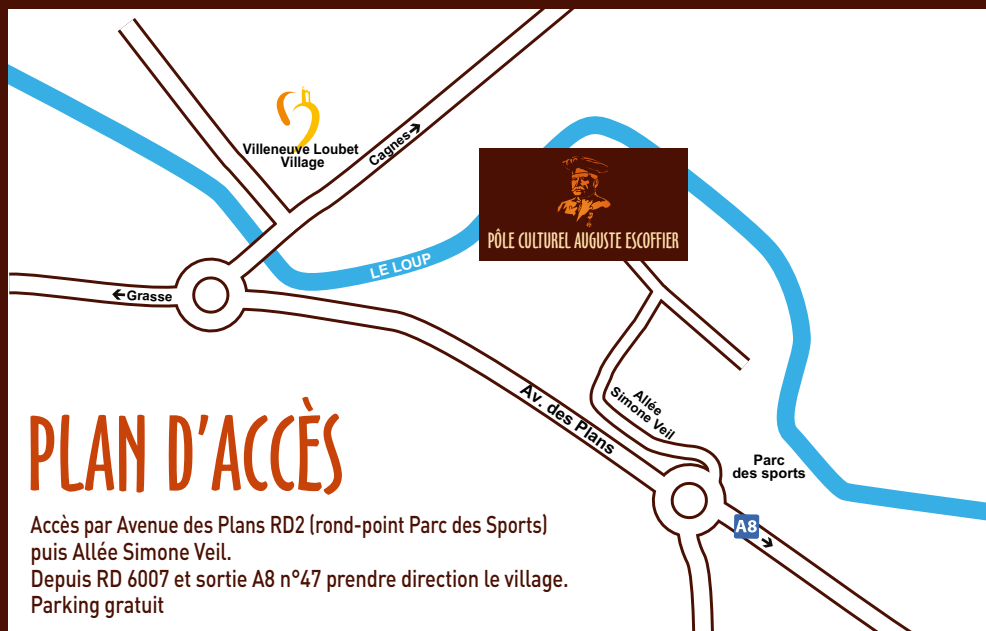 Villeneuve Loubet
Village
Cagnes→
PÔLE CULTUREL AUGUSTE ESCOFFIER
LE LOUP
←Grasse
Av. des Plans
Allée
Simone Veil
Parc
des sports
A8
→
PLAN D'ACCÈS
Accès par Avenue des Plans RD2 (rond-point Parc des Sports)
puis Allée Simone Veil.
Depuis RD 6007 et sortie A8 n°47 prendre direction le village.
Parking gratuit